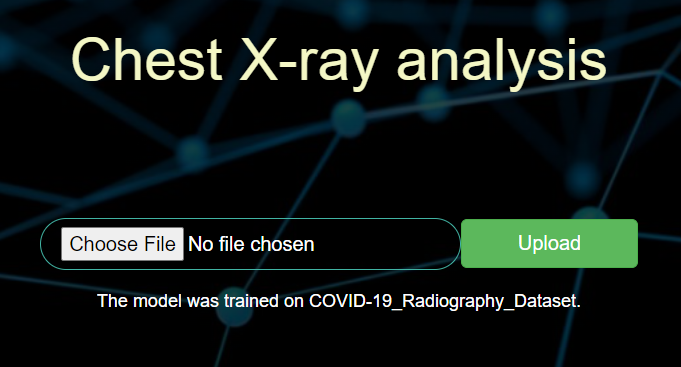 Chest X-ray analysis
Choose File No file chosen Upload
The model was trained on COVID-19_Radiography_Dataset.